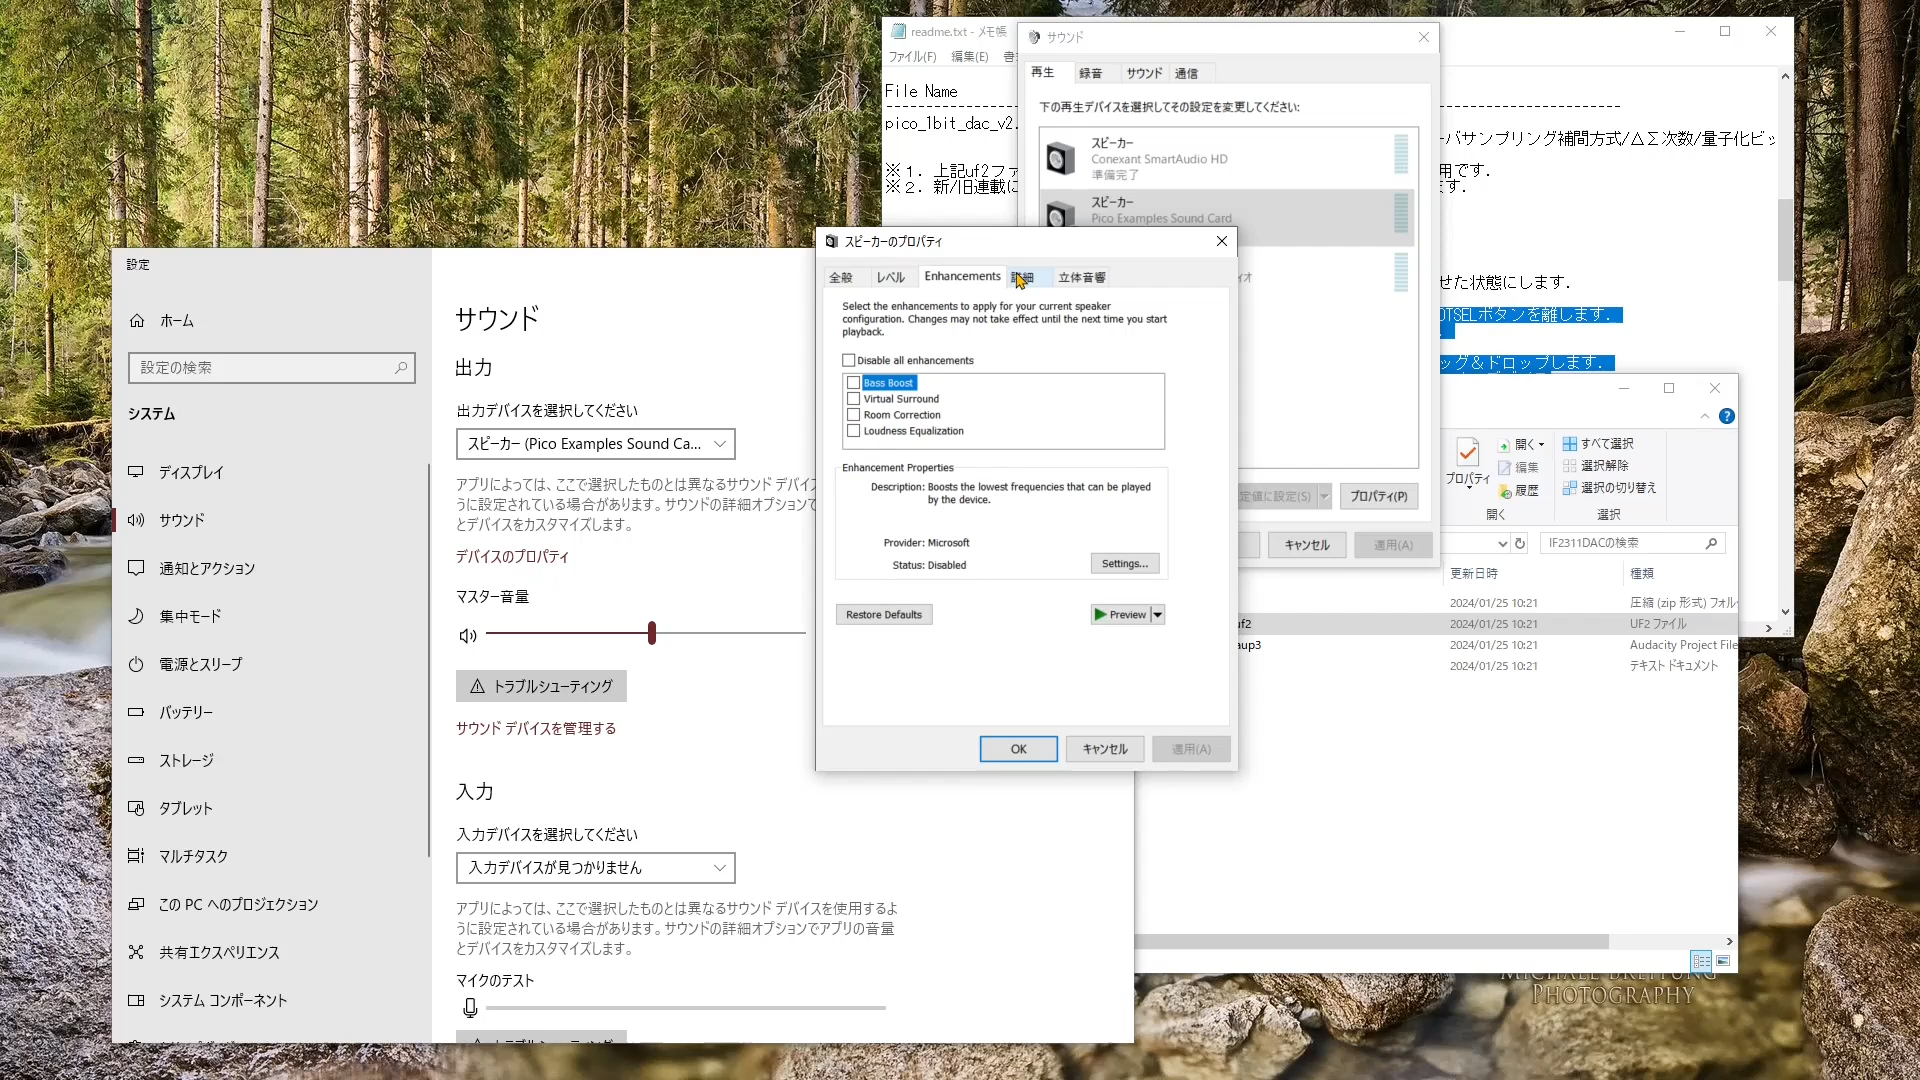 設定
ホーム
設定の検索
システム
ディスプレイ
サウンド
通知とアクション
集中モード
電源とスリープ
バッテリー
ストレージ
タブレット
マルチタスク
この PC へのプロジェクション
共有エクスペリエンス
システム コンポーネント
サウンド
出力
出力デバイスを選択してください
スピーカー (Pico Examples Sound Ca...
アプリによっては、ここで選択したものとは異なるサウンド デバイス
うに設定されている場合があります。サウンドの詳細オプションで
とデバイスをカスタマイズします。
デバイスのプロパティ
マスター音量
トラブルシューティング
サウンド デバイスを管理する
入力
入力デバイスを選択してください
入力デバイスが見つかりません
アプリによっては、ここで選択したものとは異なるサウンド デバイスを使用するよ
うに設定されている場合があります。サウンドの詳細オプションでアプリの音量
とデバイスをカスタマイズします。
マイクのテスト
スピーカーのプロパティ
全般 レベル Enhancements 詳細 立体音響
Select the enhancements to apply for your current speaker
configuration. Changes may not take effect until the next time you start
playback.
Disable all enhancements
Bass Boost
Virtual Surround
Room Correction
Loudness Equalization
Enhancement Properties
Description: Boosts the lowest frequencies that can be played
by the device.
Provider: Microsoft
Status: Disabled
Settings...
Restore Defaults
Preview
OK キャンセル 適用(A)
サウンド
再生 録音 サウンド 通信
下の再生デバイスを選択してその設定を変更してください:
スピーカー
Conexant SmartAudio HD
準備完了
スピーカー
Pico Examples Sound Card
オ
定値に設定(S) プロパティ(P)
キャンセル 適用(A)
readme.txt - メモ帳
ファイル(F) 編集(E) 書
File Name
pico_1bit_dac_v2.
バサンプリング補間方式/ΔΣ次数/量子化ビッ
※１．上記uf2ファ
用です．
※２．新/旧連載に
ます．
せた状態にします．
OTSELボタンを離します．
ッグ＆ドロップします．
プロパティ
開く
編集
履歴
開く
すべて選択
選択解除
選択の切り替え
選択
IF2311DACの検索
更新日時 種類
2024/01/25 10:21 圧縮 (zip 形式) フォル
uf2 2024/01/25 10:21 UF2 ファイル
aup3 2024/01/25 10:21 Audacity Project File
2024/01/25 10:21 テキスト ドキュメント
MICHAEL BREITUNG
PHOTOGRAPHY